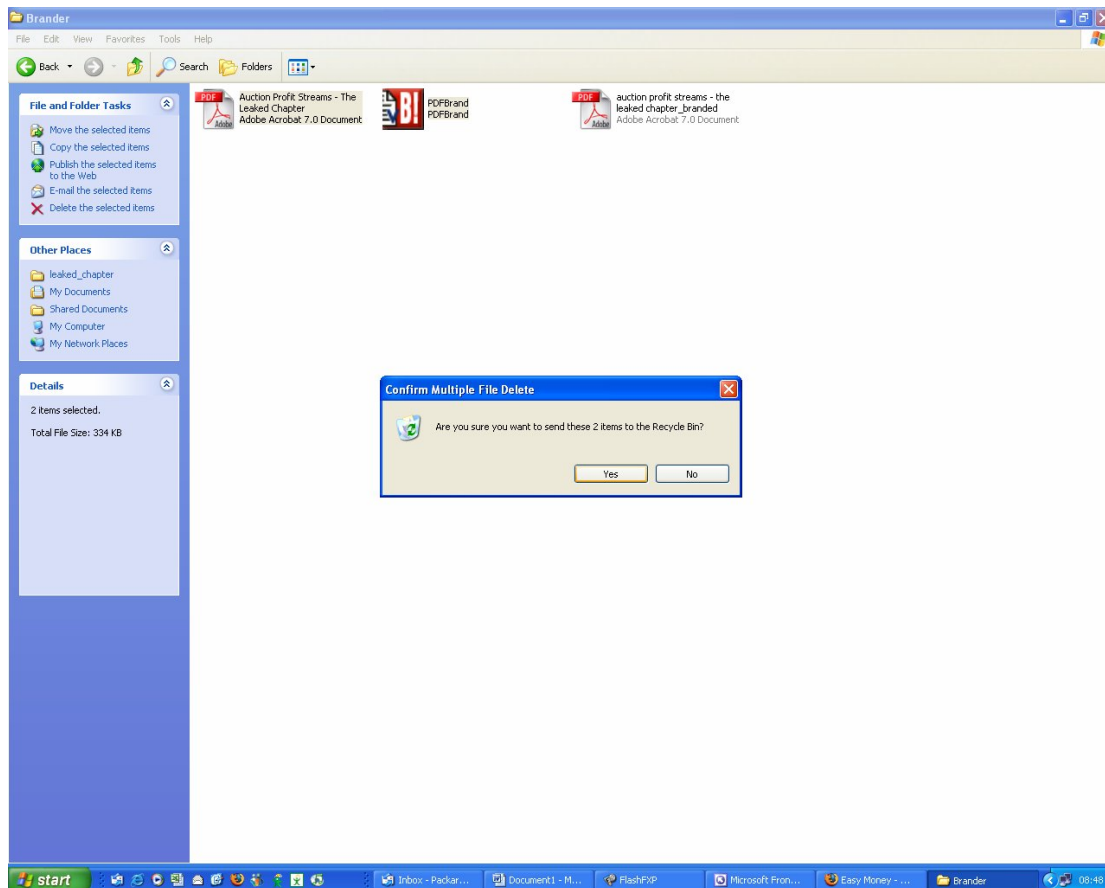 Brander
File Edit View Favorites Tools Help
Back Search Folders
File and Folder Tasks
Move the selected items
Copy the selected items
Publish the selected items
to the Web
E-mail the selected items
Delete the selected items
Other Places
leaked_chapter
My Documents
Shared Documents
My Computer
My Network Places
Details
2 items selected.
Total File Size: 334 KB
PDF
Adobe
Auction Profit Streams - The
Leaked Chapter
Adobe Acrobat 7.0 Document
B!
PDFBrand
PDFBrand
PDF
Adobe
auction profit streams - the
leaked chapter_branded
Adobe Acrobat 7.0 Document
Confirm Multiple File Delete
Are you sure you want to send these 2 items to the Recycle Bin?
Yes No
start Inbox - Packar... Document1 - M... FlashFXP Microsoft Fron... Easy Money - ... Brander 08:48